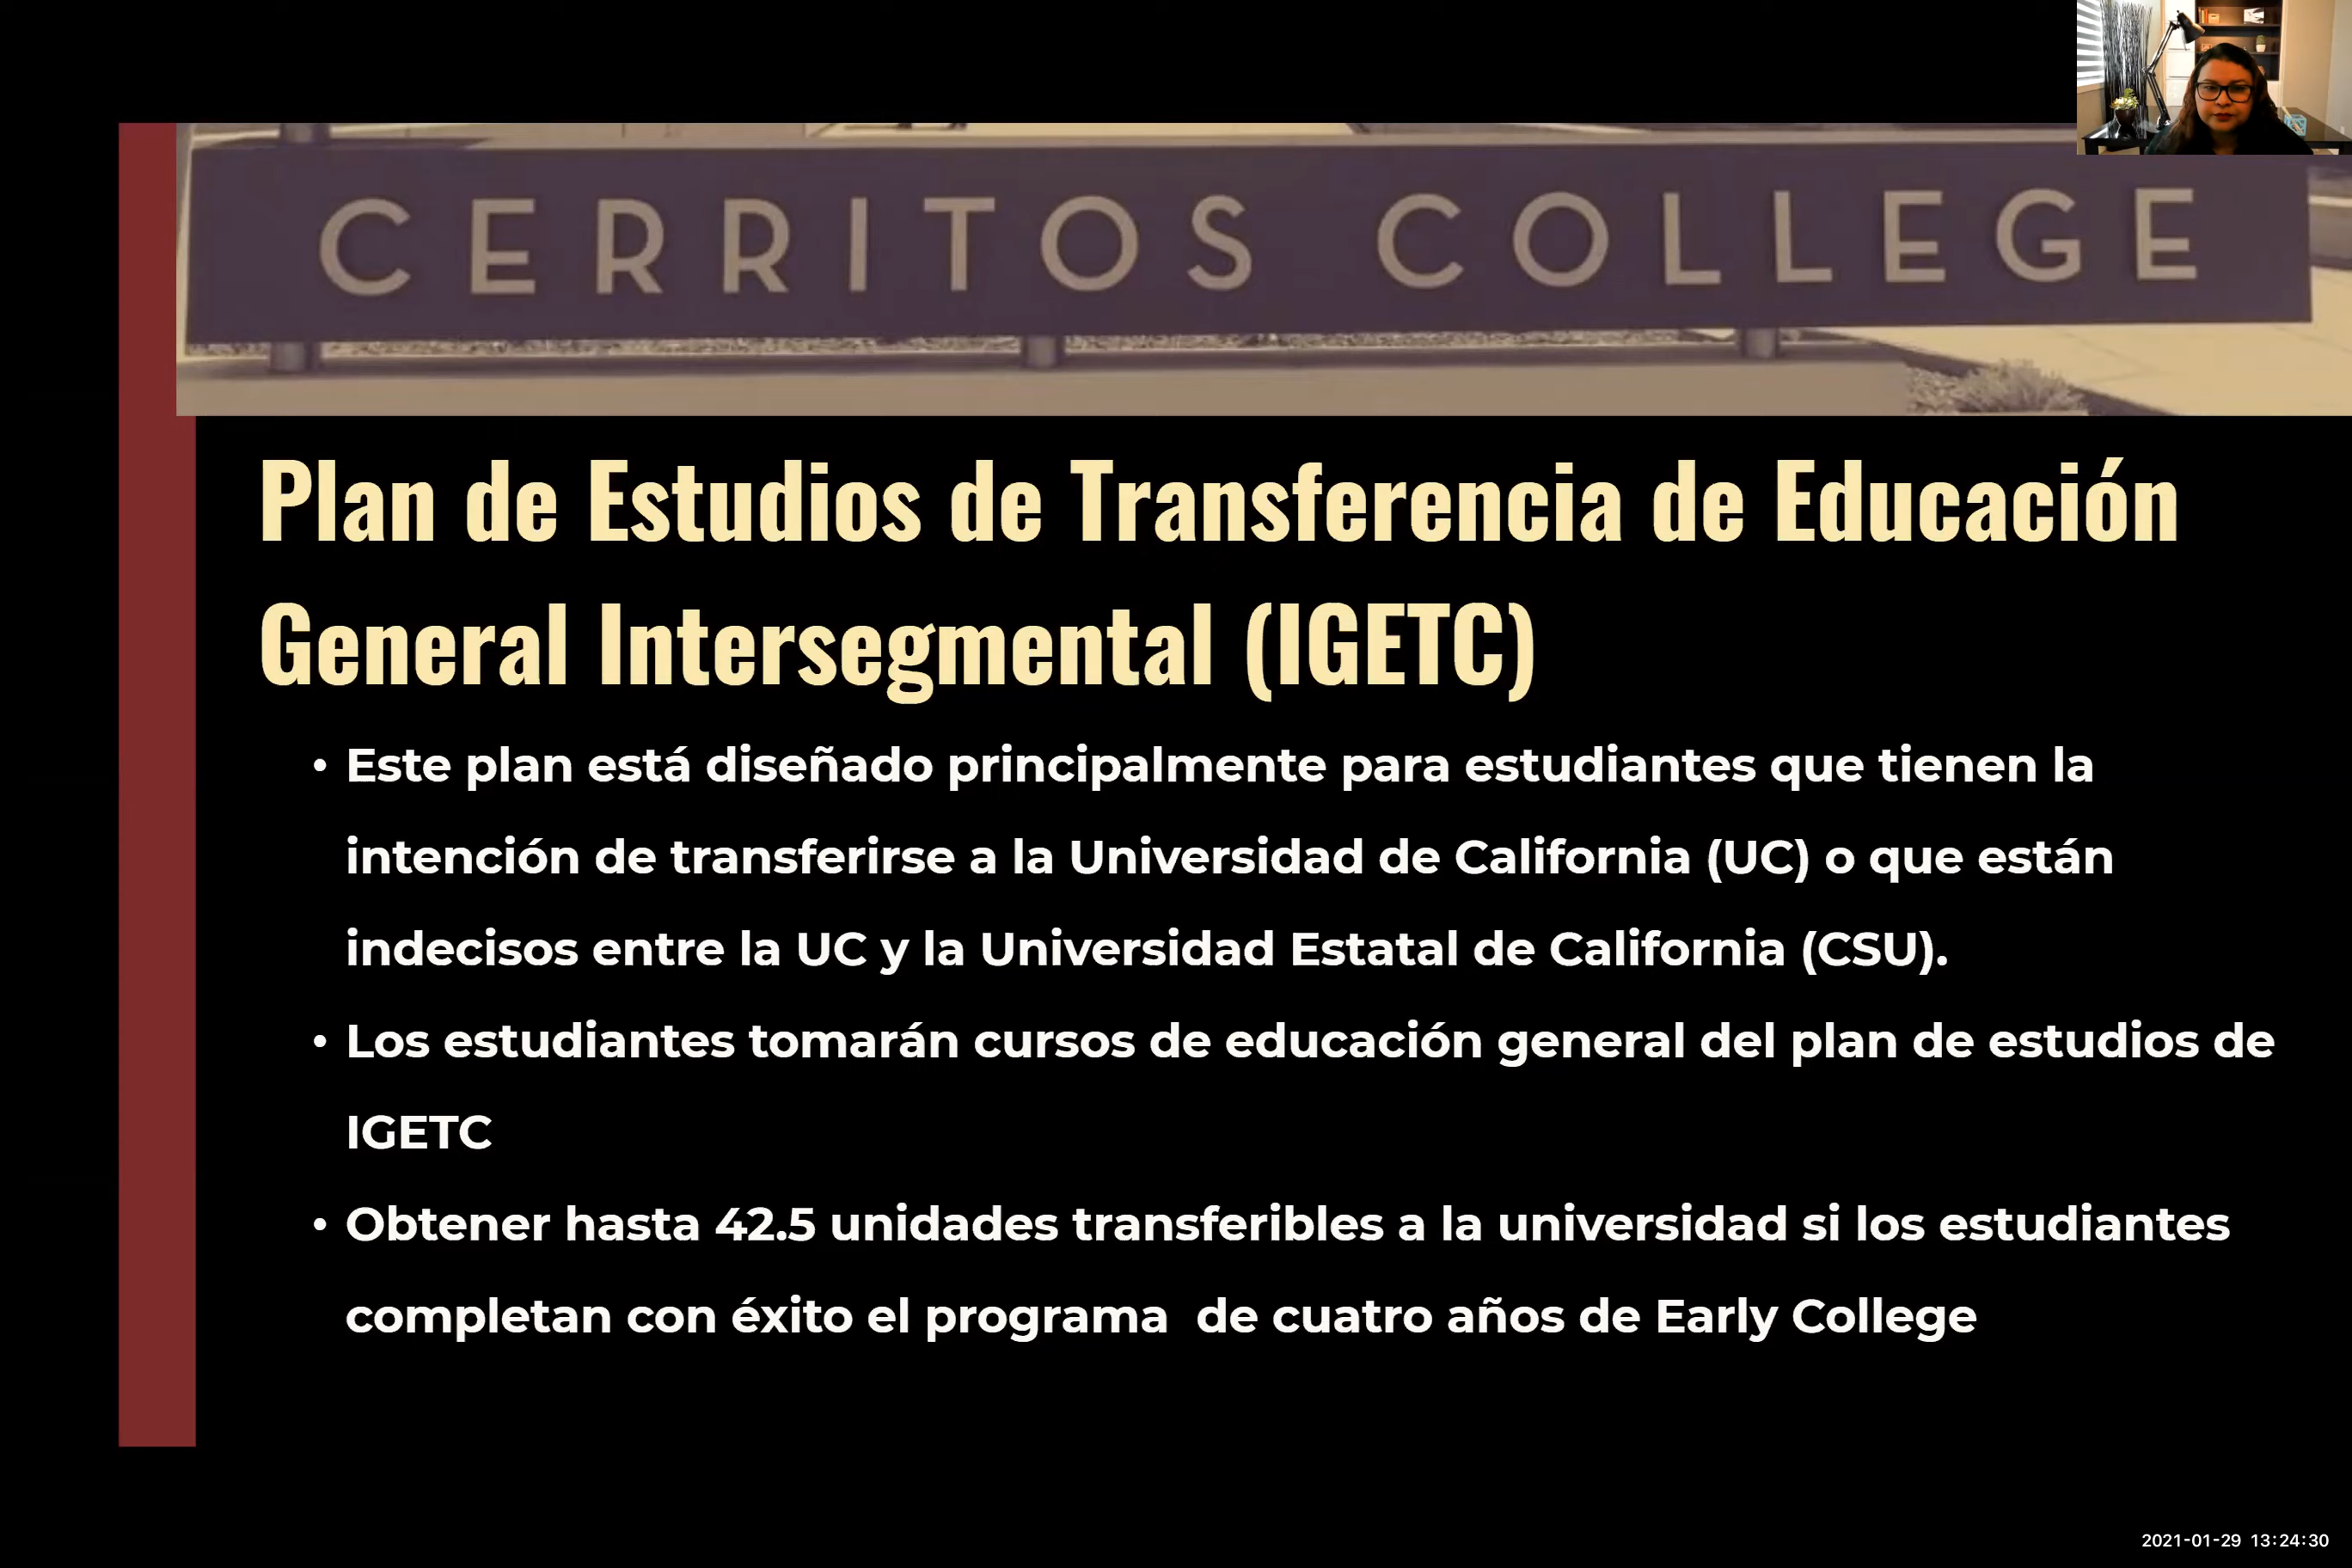 CERRITOS COLLEGE
Plan de Estudios de Transferencia de Educación
General Intersegmental (IGETC)
• Este plan está diseñado principalmente para estudiantes que tienen la
intención de transferirse a la Universidad de California (UC) o que están
indecisos entre la UC y la Universidad Estatal de California (CSU).
• Los estudiantes tomarán cursos de educación general del plan de estudios de
IGETC
• Obtener hasta 42.5 unidades transferibles a la universidad si los estudiantes
completan con éxito el programa  de cuatro años de Early College
2021-01-29 13:24:30